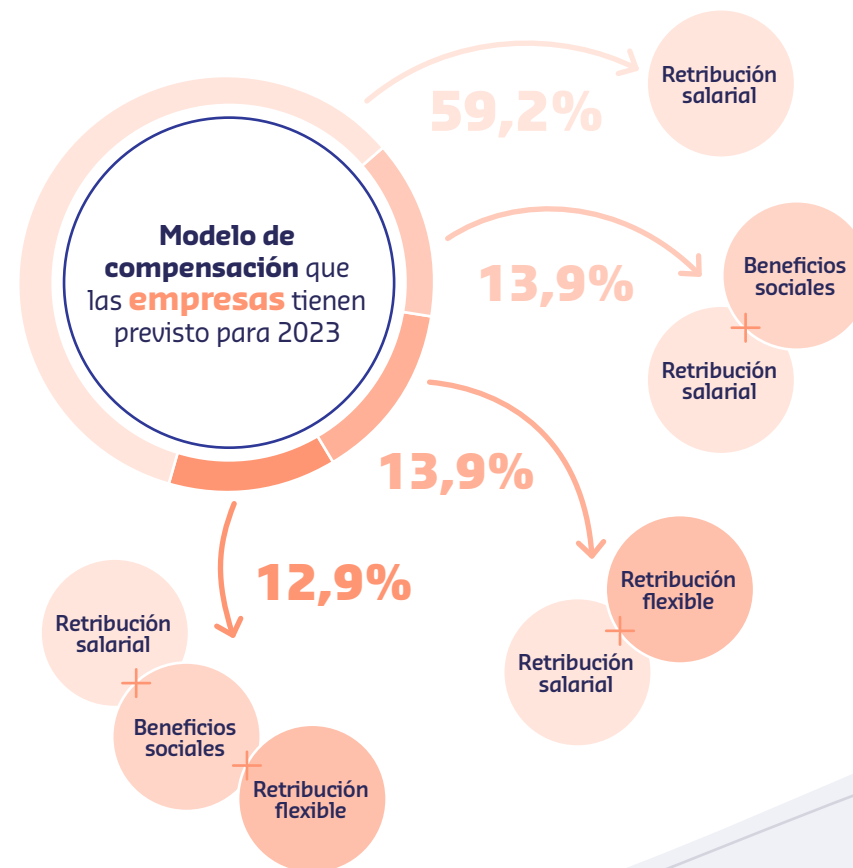 Modelo de
compensación que
las empresas tienen
previsto para 2023
59,2%
Retribución
salarial
13,9%
Beneficios
sociales
+
Retribución
salarial
13,9%
Retribución
flexible
+
Retribución
salarial
12,9%
Retribución
salarial
+
Beneficios
sociales
+
Retribución
flexible